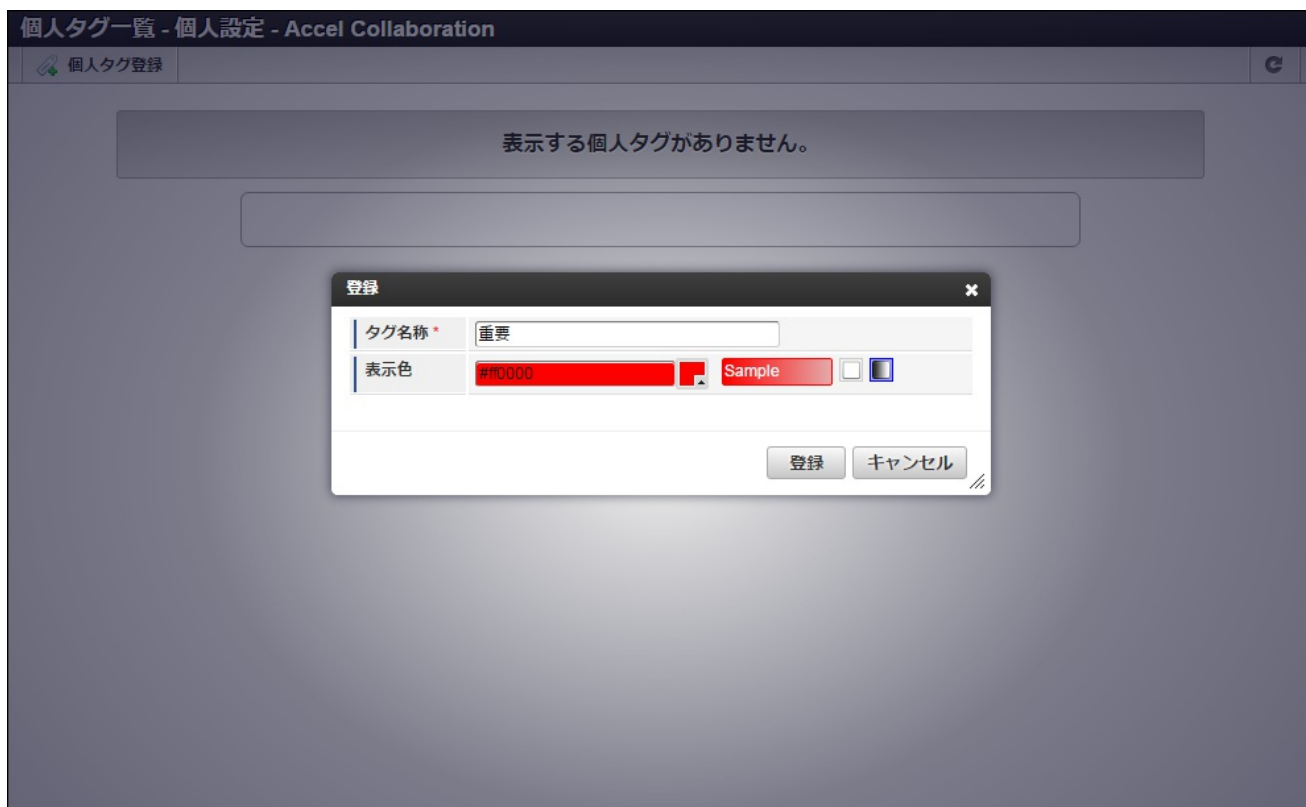 個人タグ一覧 - 個人設定 - Accel Collaboration
個人タグ登録
表示する個人タグがありません。
登録
タグ名称 * 重要
表示色 #ff0000 Sample
登録 キャンセル